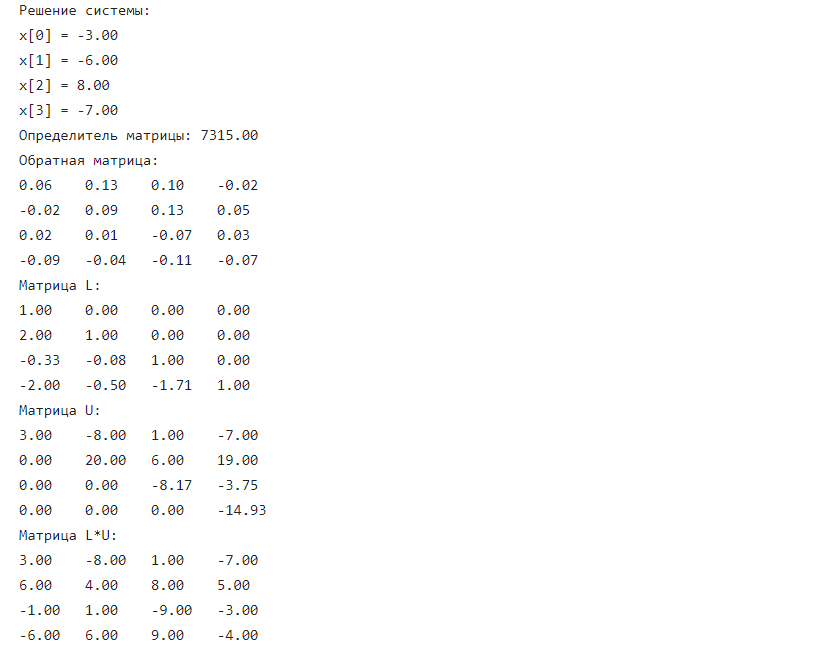 Решение системы:
x[0] = -3.00
x[1] = -6.00
x[2] = 8.00
x[3] = -7.00
Определитель матрицы: 7315.00
Обратная матрица:
0.06 0.13 0.10 -0.02
-0.02 0.09 0.13 0.05
0.02 0.01 -0.07 0.03
-0.09 -0.04 -0.11 -0.07
Матрица L:
1.00 0.00 0.00 0.00
2.00 1.00 0.00 0.00
-0.33 -0.08 1.00 0.00
-2.00 -0.50 -1.71 1.00
Матрица U:
3.00 -8.00 1.00 -7.00
0.00 20.00 6.00 19.00
0.00 0.00 -8.17 -3.75
0.00 0.00 0.00 -14.93
Матрица L*U:
3.00 -8.00 1.00 -7.00
6.00 4.00 8.00 5.00
-1.00 1.00 -9.00 -3.00
-6.00 6.00 9.00 -4.00